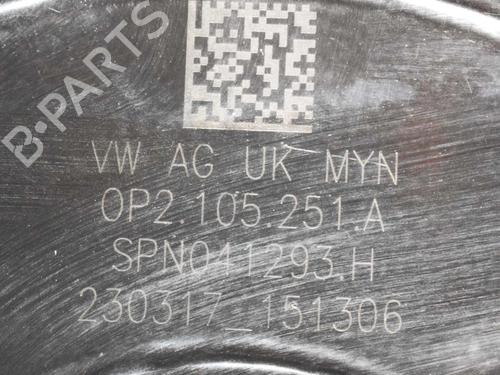 B-PARTS
VW AG UK MYN
0P2.105.251.A
SPN041293.H
230317_151306